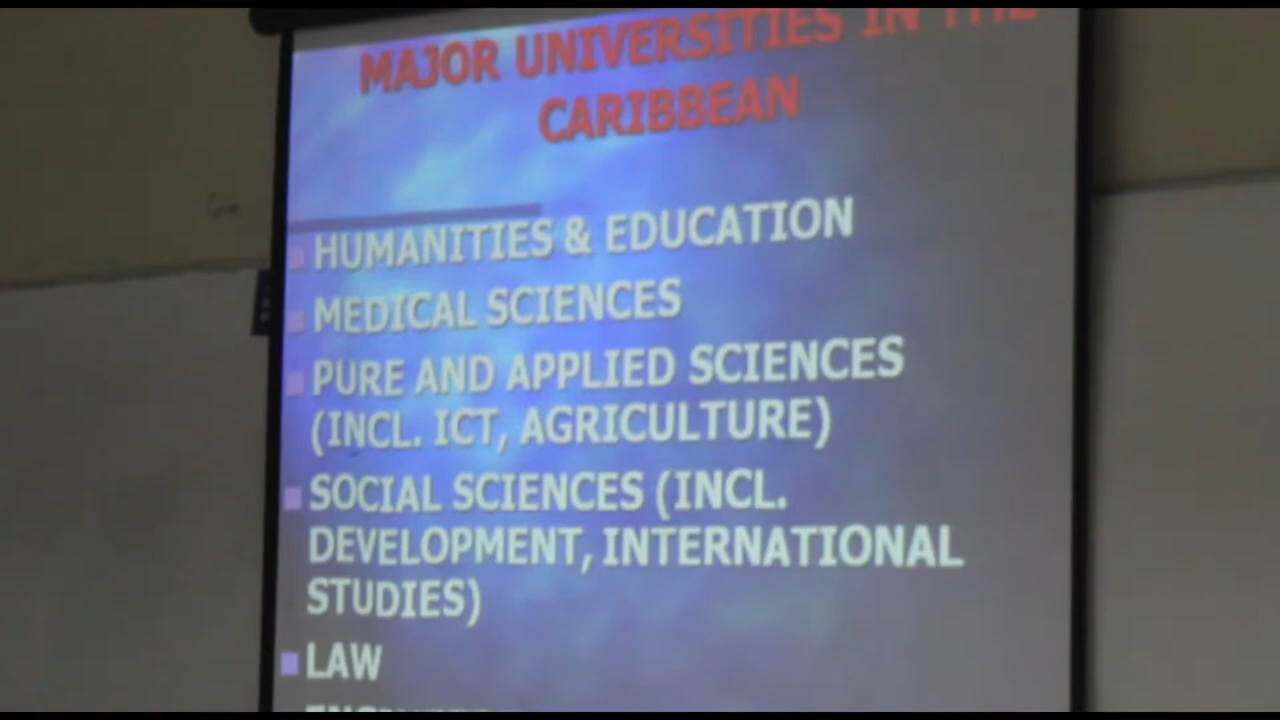 MAJOR UNIVERSITIES IN THE
CARIBBEAN
HUMANITIES & EDUCATION
MEDICAL SCIENCES
PURE AND APPLIED SCIENCES
(INCL. ICT, AGRICULTURE)
SOCIAL SCIENCES (INCL.
DEVELOPMENT, INTERNATIONAL
STUDIES)
LAW